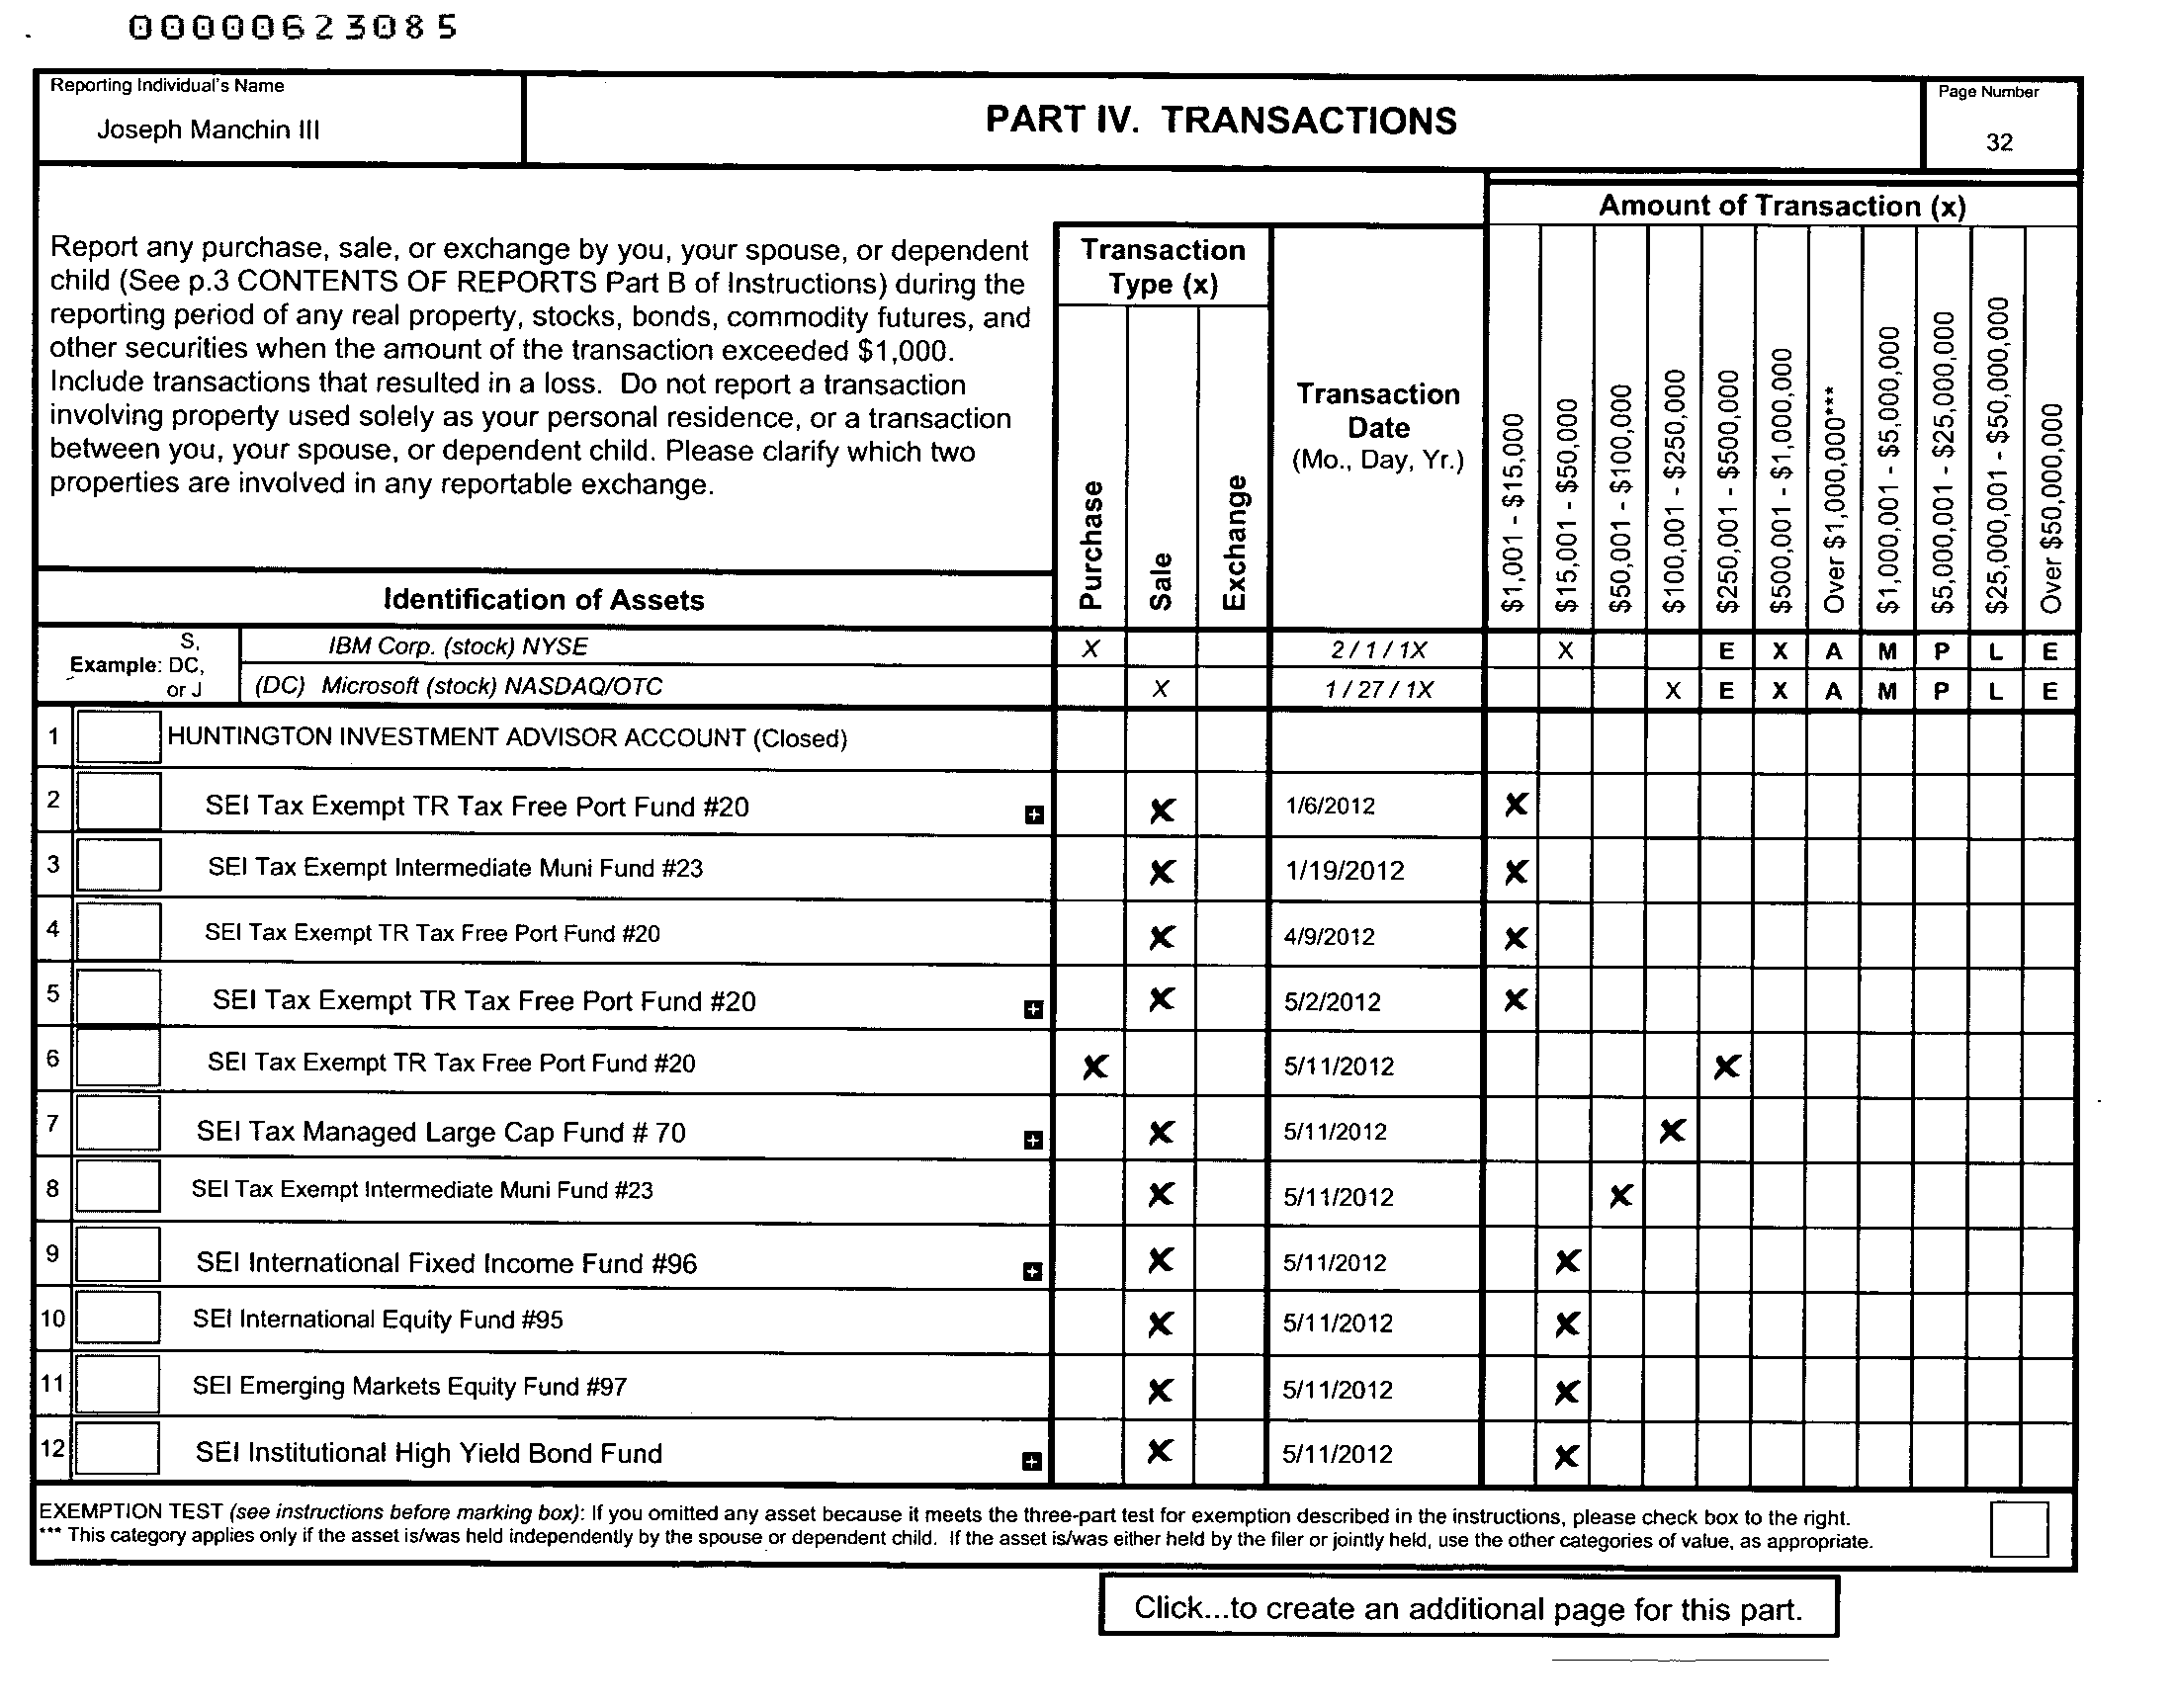 00000623085
Reporting Individual's Name
Joseph Manchin III
PART IV. TRANSACTIONS
Page Number
32
Report any purchase, sale, or exchange by you, your spouse, or dependent
child (See p.3 CONTENTS OF REPORTS Part B of Instructions) during the
reporting period of any real property, stocks, bonds, commodity futures, and
other securities when the amount of the transaction exceeded $1,000.
Include transactions that resulted in a loss. Do not report a transaction
involving property used solely as your personal residence, or a transaction
between you, your spouse, or dependent child. Please clarify which two
properties are involved in any reportable exchange.
Identification of Assets
Transaction
Type (x)
Purchase
Sale
Exchange
Transaction
Date
(Mo., Day, Yr.)
Amount of Transaction (x)
$1,001 - $15,000
$15,001 - $50,000
$50,001 - $100,000
$100,001 - $250,000
$250,001 - $500,000
$500,001 - $1,000,000
Over $1,000,000***
$1,000,001 - $5,000,000
$5,000,001 - $25,000,000
$25,000,001 - $50,000,000
Over $50,000,000
Example: S, DC, or J
IBM Corp. (stock) NYSE X 2 / 1 / 1X X E X A M P L E
(DC) Microsoft (stock) NASDAQ/OTC X 1 / 27 / 1X X E X A M P L E
1 HUNTINGTON INVESTMENT ADVISOR ACCOUNT (Closed)
2 SEI Tax Exempt TR Tax Free Port Fund #20 + X 1/6/2012 X
3 SEI Tax Exempt Intermediate Muni Fund #23 X 1/19/2012 X
4 SEI Tax Exempt TR Tax Free Port Fund #20 X 4/9/2012 X
5 SEI Tax Exempt TR Tax Free Port Fund #20 + X 5/2/2012 X
6 SEI Tax Exempt TR Tax Free Port Fund #20 X 5/11/2012 X
7 SEI Tax Managed Large Cap Fund # 70 + X 5/11/2012 X
8 SEI Tax Exempt Intermediate Muni Fund #23 X 5/11/2012 X
9 SEI International Fixed Income Fund #96 + X 5/11/2012 X
10 SEI International Equity Fund #95 X 5/11/2012 X
11 SEI Emerging Markets Equity Fund #97 X 5/11/2012 X
12 SEI Institutional High Yield Bond Fund + X 5/11/2012 X
EXEMPTION TEST (see instructions before marking box): If you omitted any asset because it meets the three-part test for exemption described in the instructions, please check box to the right.
*** This category applies only if the asset is/was held independently by the spouse or dependent child. If the asset is/was either held by the filer or jointly held, use the other categories of value, as appropriate.
Click...to create an additional page for this part.